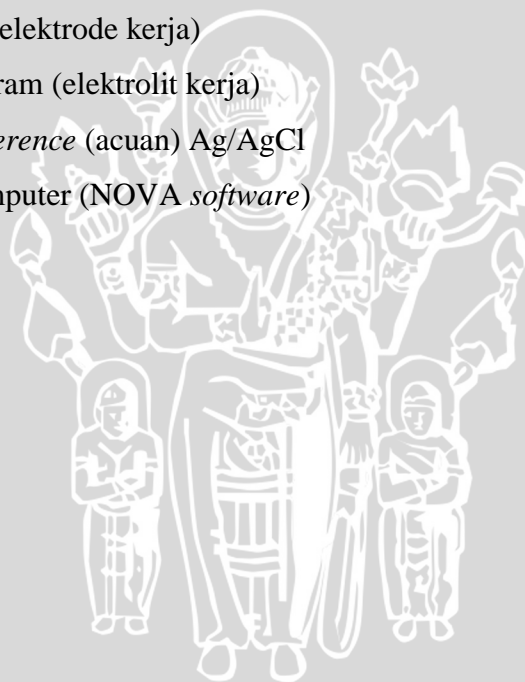 elektrode kerja)
ram (elektrolit kerja)
erence (acuan) Ag/AgCl
nputer (NOVA software)